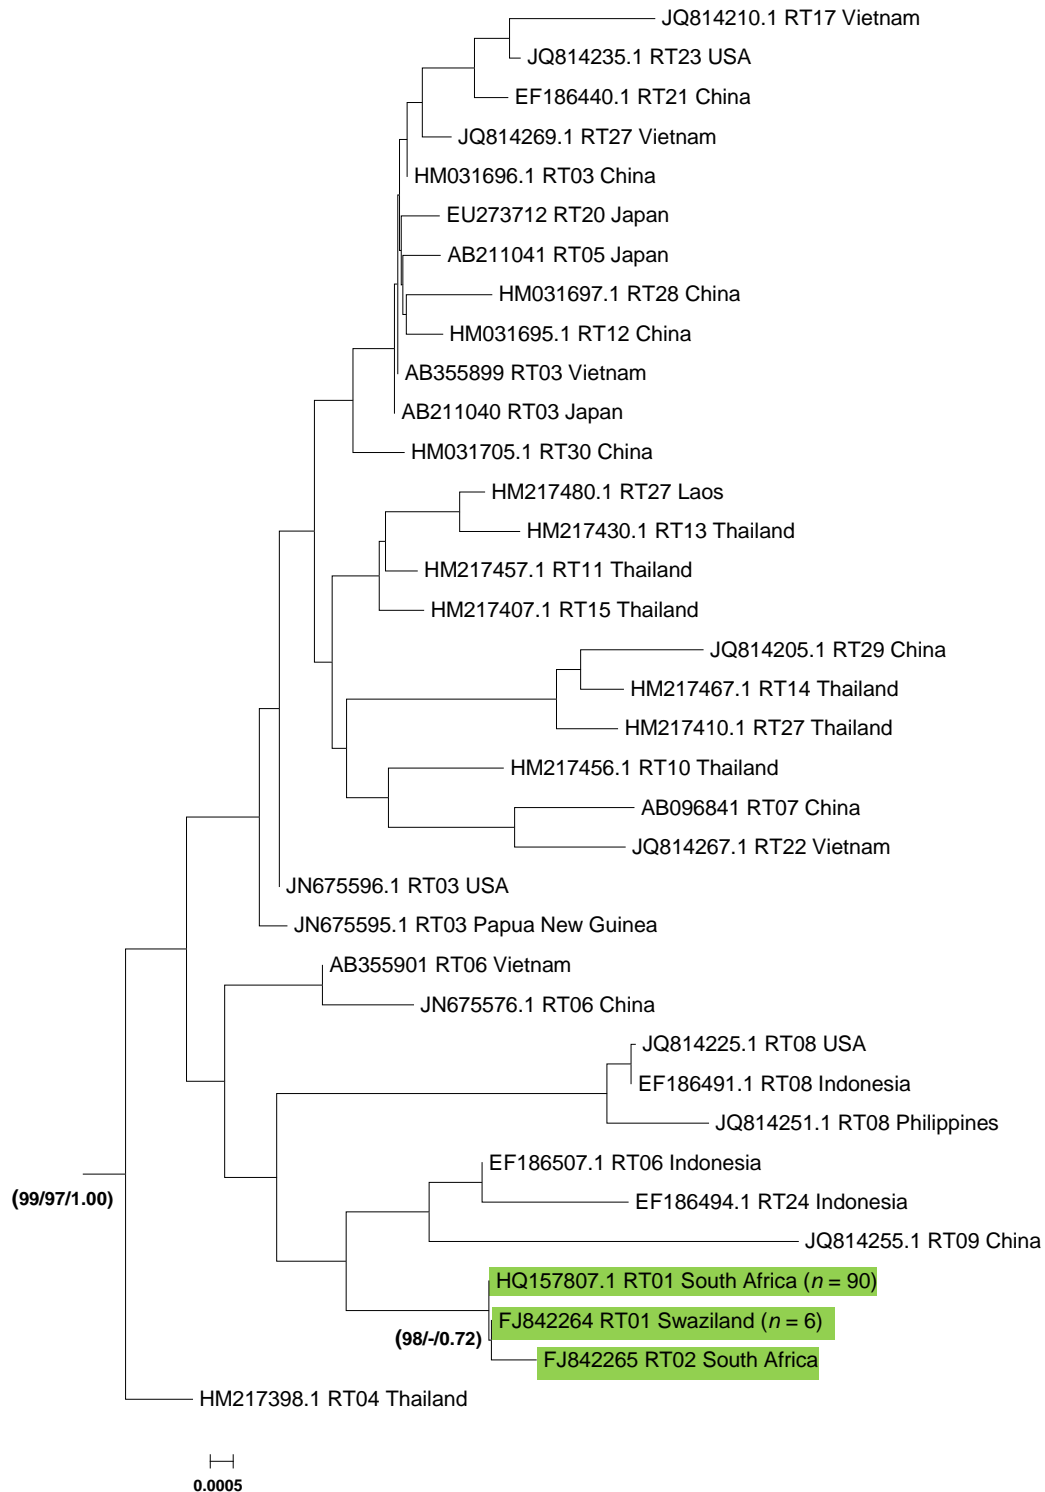 JQ814210.1 RT17 Vietnam
JQ814235.1 RT23 USA
EF186440.1 RT21 China
JQ814269.1 RT27 Vietnam
HM031696.1 RT03 China
EU273712 RT20 Japan
AB211041 RT05 Japan
HM031697.1 RT28 China
HM031695.1 RT12 China
AB355899 RT03 Vietnam
AB211040 RT03 Japan
HM031705.1 RT30 China
HM217480.1 RT27 Laos
HM217430.1 RT13 Thailand
HM217457.1 RT11 Thailand
HM217407.1 RT15 Thailand
JQ814205.1 RT29 China
HM217467.1 RT14 Thailand
HM217410.1 RT27 Thailand
HM217456.1 RT10 Thailand
AB096841 RT07 China
JQ814267.1 RT22 Vietnam
JN675596.1 RT03 USA
JN675595.1 RT03 Papua New Guinea
AB355901 RT06 Vietnam
JN675576.1 RT06 China
JQ814225.1 RT08 USA
EF186491.1 RT08 Indonesia
JQ814251.1 RT08 Philippines
EF186507.1 RT06 Indonesia
(99/97/1.00)
EF186494.1 RT24 Indonesia
JQ814255.1 RT09 China
HQ157807.1 RT01 South Africa (n = 90)
FJ842264 RT01 Swaziland (n = 6)
(98/-/0.72)
FJ842265 RT02 South Africa
HM217398.1 RT04 Thailand
0.0005